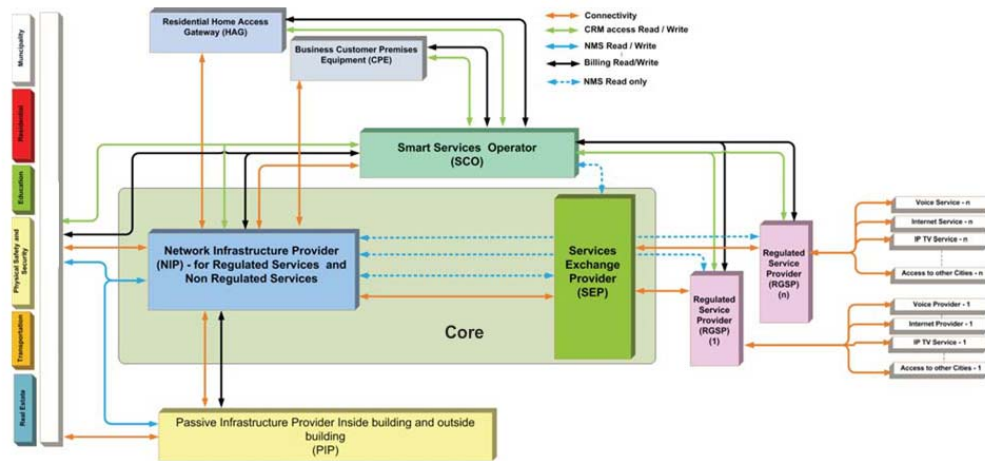 Residential Home Access
Gateway (HAG)
Business Customer Premises
Equipment (CPE)
Connectivity
CRM access Read / Write
NMS Read / Write
Billing Read/Write
NMS Read only
Muncipality
Residential
Education
Physical Safety and
Security
Transportation
Real Estate
Smart Services Operator
(SCO)
Network Infrastructure Provider
(NIP) - for Regulated Services and
Non Regulated Services
Services
Exchange
Provider
(SEP)
Core
Regulated
Service
Provider
(RGSP)
(n)
Regulated
Service
Provider
(RGSP)
(1)
Voice Service - n
Internet Service - n
IP TV Service - n
Access to other Cities - n
Voice Provider - 1
Internet Provider - 1
IP TV Service - 1
Access to other Cities - 1
Passive Infrastructure Provider Inside building and outside
building
(PIP)